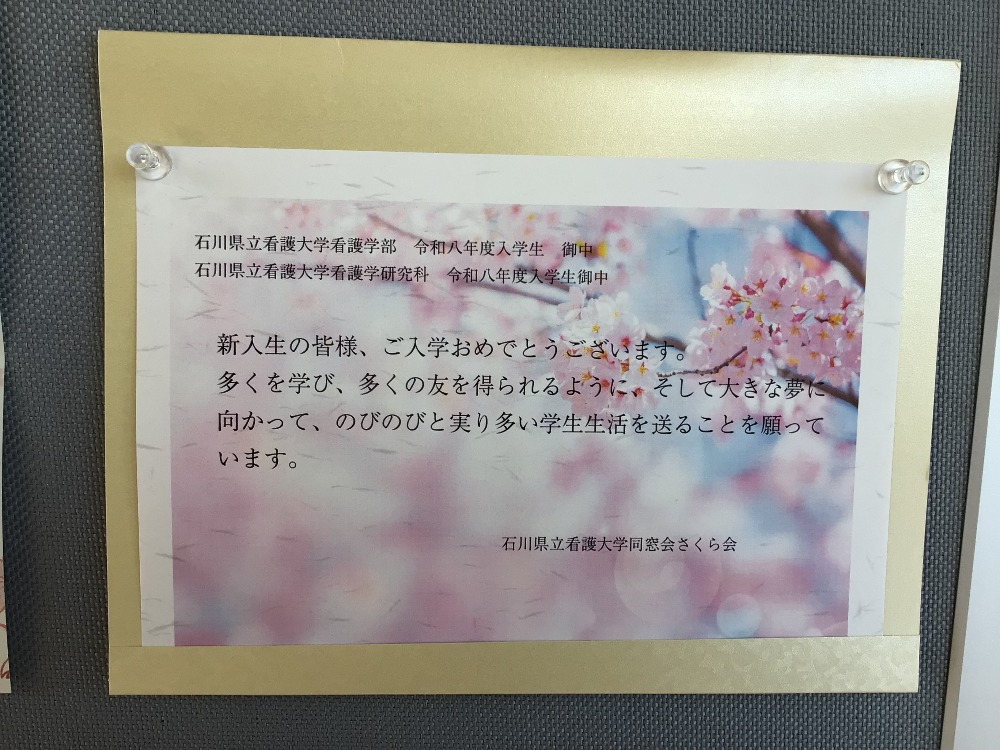 石川県立看護大学看護学部　令和八年度入学生　御中
石川県立看護大学看護学研究科　令和八年度入学生御中
新入生の皆様、ご入学おめでとうございます。
多くを学び、多くの友を得られるように、そして大きな夢に
向かって、のびのびと実り多い学生生活を送ることを願って
います。
石川県立看護大学同窓会さくら会